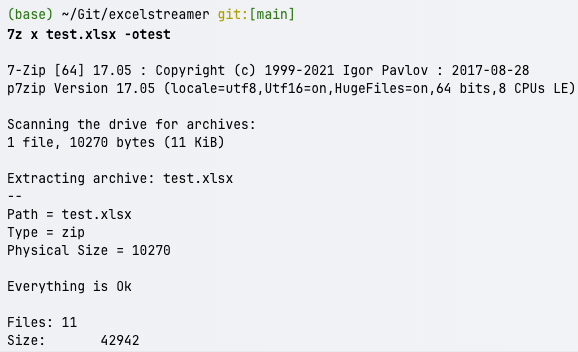 (base) ~/Git/excelstreamer git:[main]
7z x test.xlsx -otest
7-Zip [64] 17.05 : Copyright (c) 1999-2021 Igor Pavlov : 2017-08-28
p7zip Version 17.05 (locale=utf8,Utf16=on,HugeFiles=on,64 bits,8 CPUs LE)
Scanning the drive for archives:
1 file, 10270 bytes (11 KiB)
Extracting archive: test.xlsx
--
Path = test.xlsx
Type = zip
Physical Size = 10270
Everything is Ok
Files: 11
Size:       42942